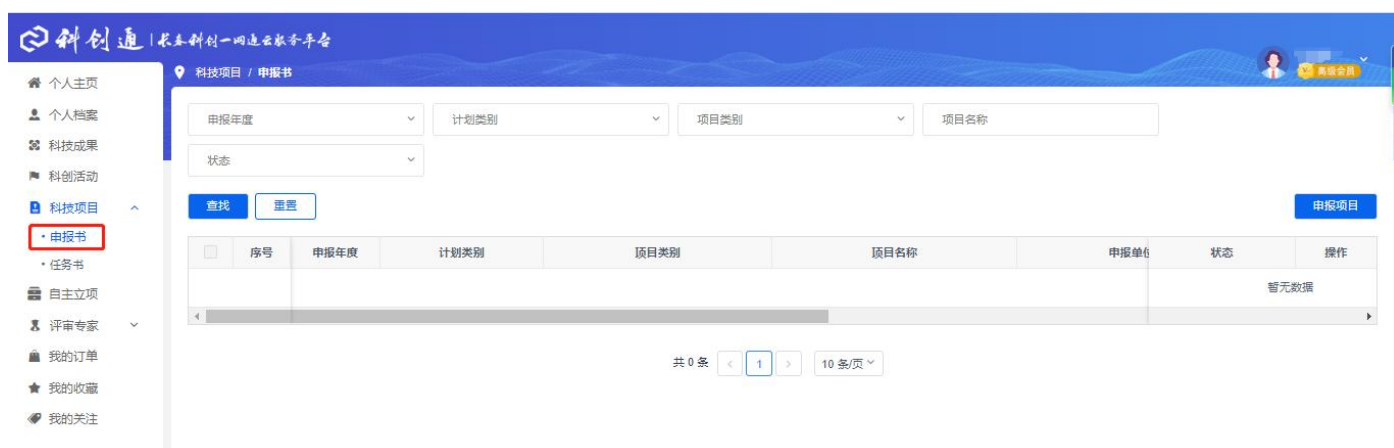 科创通 | 长春科创一网通云服务平台
高级会员
科技项目 / 申报书
个人主页
个人档案
科技成果
科创活动
科技项目
申报书
任务书
自主立项
评审专家
我的订单
我的收藏
我的关注
申报年度 计划类别 项目类别 项目名称
状态
查找 重置 申报项目
序号 申报年度 计划类别 项目类别 项目名称 申报单位 状态 操作
暂无数据
共 0 条 < 1 > 10 条/页